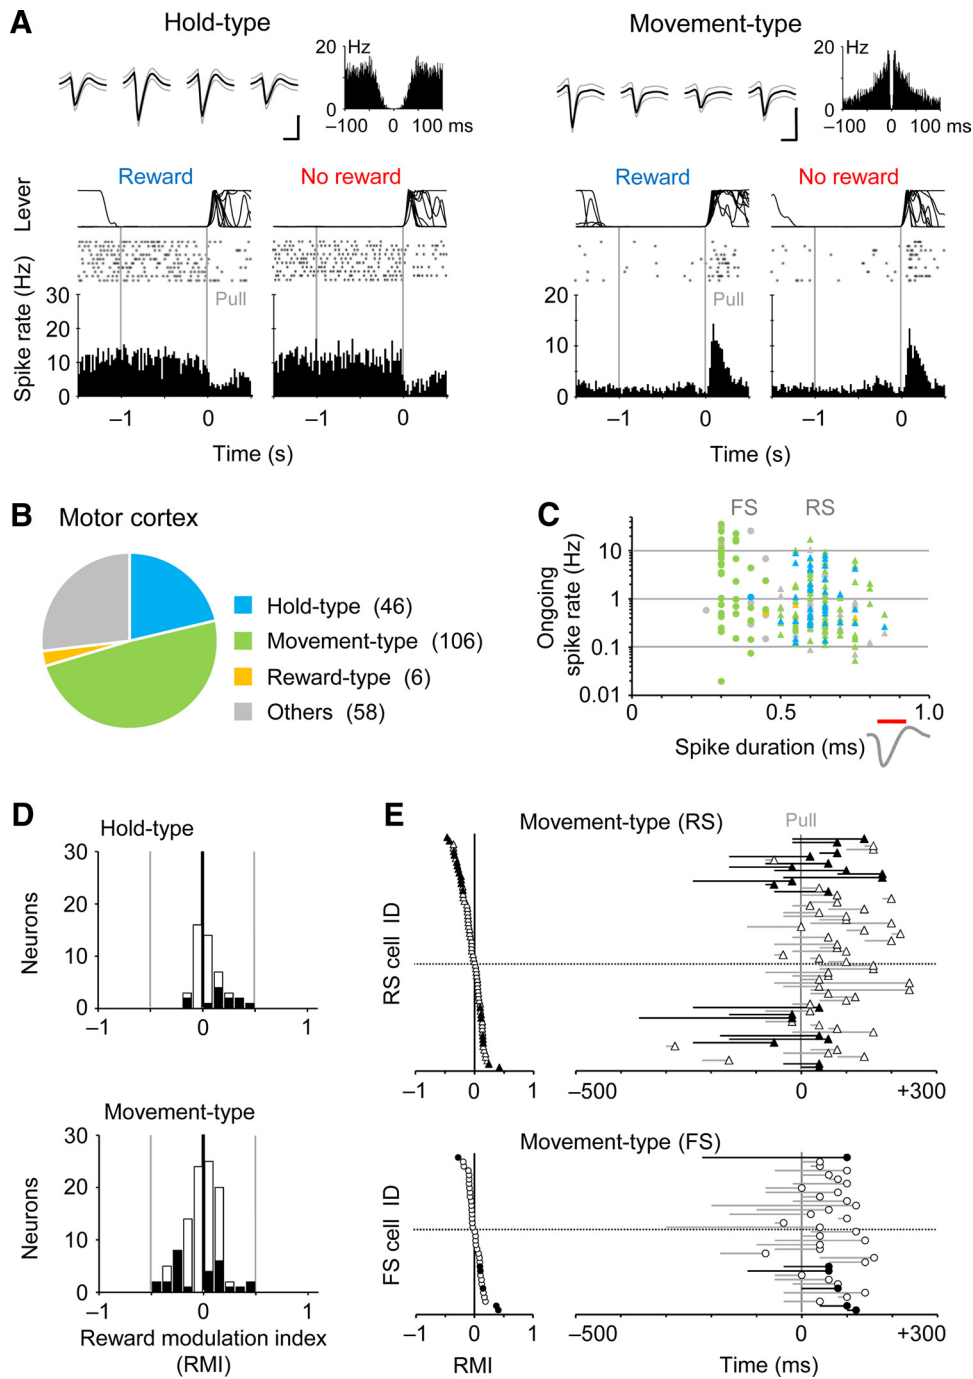 A
Hold-type
Movement-type
20 Hz
10
0
−100 0 100 ms
20 Hz
10
0
−100 0 100 ms
Reward
No reward
Reward
No reward
Lever
Spike rate (Hz)
30
20
10
0
Pull
−1 0
−1 0
Time (s)
20
10
0
Pull
−1 0
−1 0
Time (s)
B
Motor cortex
Hold-type (46)
Movement-type (106)
Reward-type (6)
Others (58)
C
FS RS
Ongoing
spike rate (Hz)
10
1
0.1
0.01
0 0.5 1.0
Spike duration (ms)
D
Hold-type
Neurons
30
20
10
0
−1 0 1
Movement-type
Neurons
30
20
10
0
−1 0 1
Reward modulation index
(RMI)
E
Movement-type (RS)
Pull
RS cell ID
−1 0 1
−500 0 +300
Movement-type (FS)
FS cell ID
−1 0 1
−500 0 +300
RMI
Time (ms)